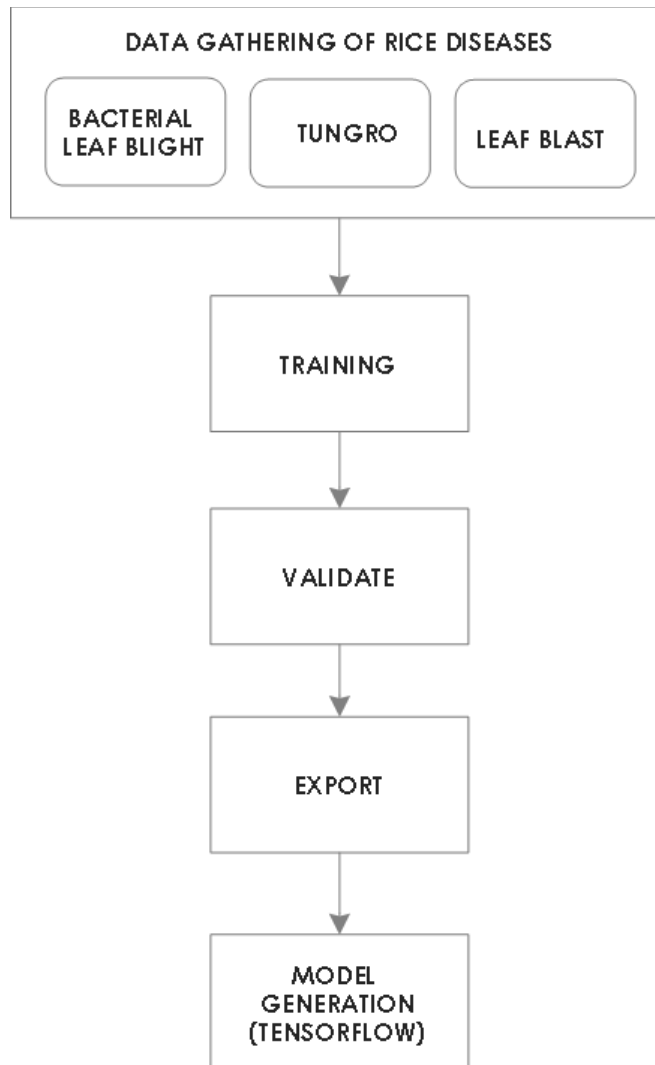 DATA GATHERING OF RICE DISEASES
BACTERIAL
LEAF BLIGHT
TUNGRO
LEAF BLAST
TRAINING
VALIDATE
EXPORT
MODEL
GENERATION
(TENSORFLOW)